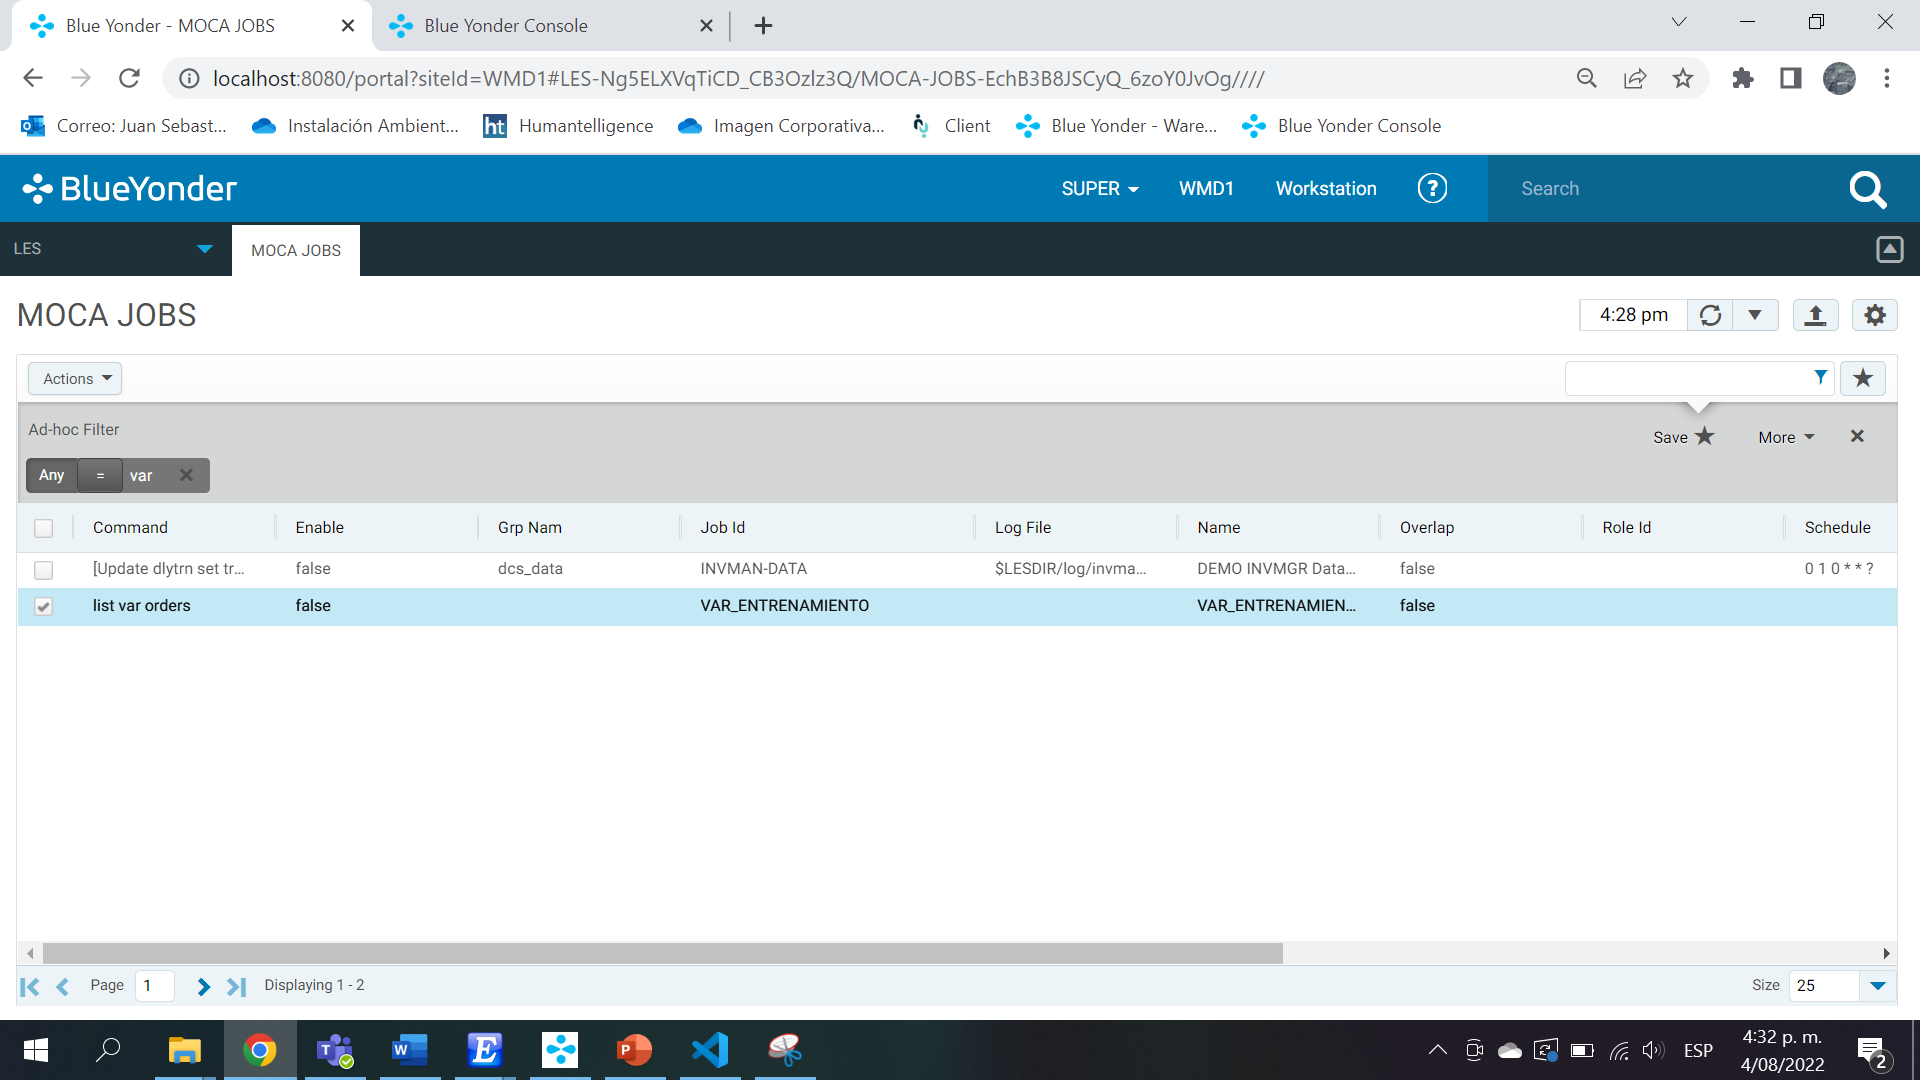 Blue Yonder - MOCA JOBS
Blue Yonder Console
localhost:8080/portal?siteId=WMD1#LES-Ng5ELXVqTiCD_CB3Ozlz3Q/MOCA-JOBS-EchB3B8JSCyQ_6zoY0JvOg////
Correo: Juan Sebast...
Instalación Ambient...
ht Humantelligence
Imagen Corporativa...
Client
Blue Yonder - Ware...
Blue Yonder Console
BlueYonder
SUPER
WMD1
Workstation
?
Search
LES
MOCA JOBS
MOCA JOBS
4:28 pm
Actions
Ad-hoc Filter
Save
More
Any = var
Command Enable Grp Nam Job Id Log File Name Overlap Role Id Schedule
[Update dlytrn set tr... false dcs_data INVMAN-DATA $LESDIR/log/invma... DEMO INVMGR Data... false 0 1 0 * * ?
list var orders false VAR_ENTRENAMIENTO VAR_ENTRENAMIEN... false
Page 1
Displaying 1 - 2
Size 25
ESP
4:32 p. m.
4/08/2022
2